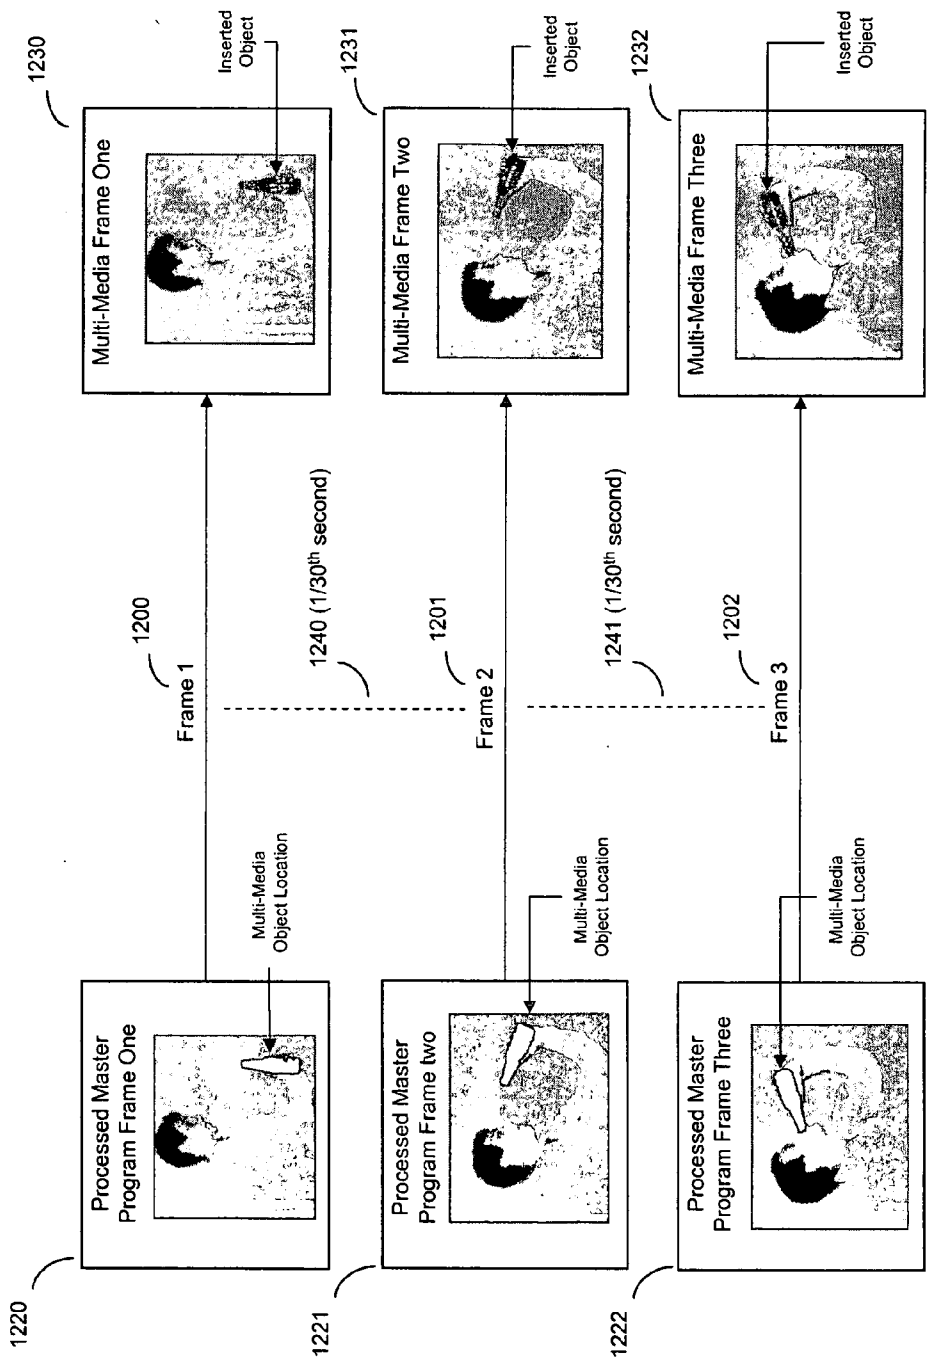 1220
Processed Master
Program Frame One
Multi-Media
Object Location
Frame 1
1200
Multi-Media Frame One
1230
Inserted
Object
1240 (1/30th second)
1221
Processed Master
Program Frame two
Multi-Media
Object Location
Frame 2
1201
Multi-Media Frame Two
1231
Inserted
Object
1241 (1/30th second)
1222
Processed Master
Program Frame Three
Multi-Media
Object Location
Frame 3
1202
Multi-Media Frame Three
1232
Inserted
Object